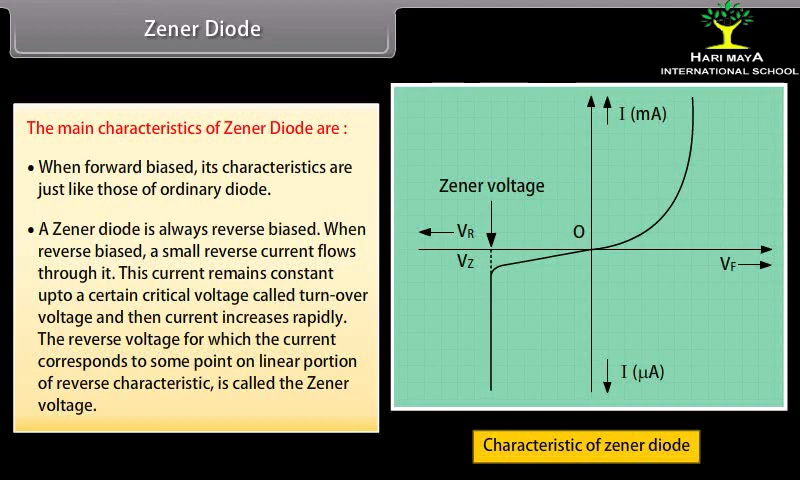 Zener Diode
HARI MAYA
INTERNATIONAL SCHOOL
The main characteristics of Zener Diode are :
• When forward biased, its characteristics are
just like those of ordinary diode.
• A Zener diode is always reverse biased. When
reverse biased, a small reverse current flows
through it. This current remains constant
upto a certain critical voltage called turn-over
voltage and then current increases rapidly.
The reverse voltage for which the current
corresponds to some point on linear portion
of reverse characteristic, is called the Zener
voltage.
I (mA)
Zener voltage
VR
O
VZ
VF
I (μA)
Characteristic of zener diode